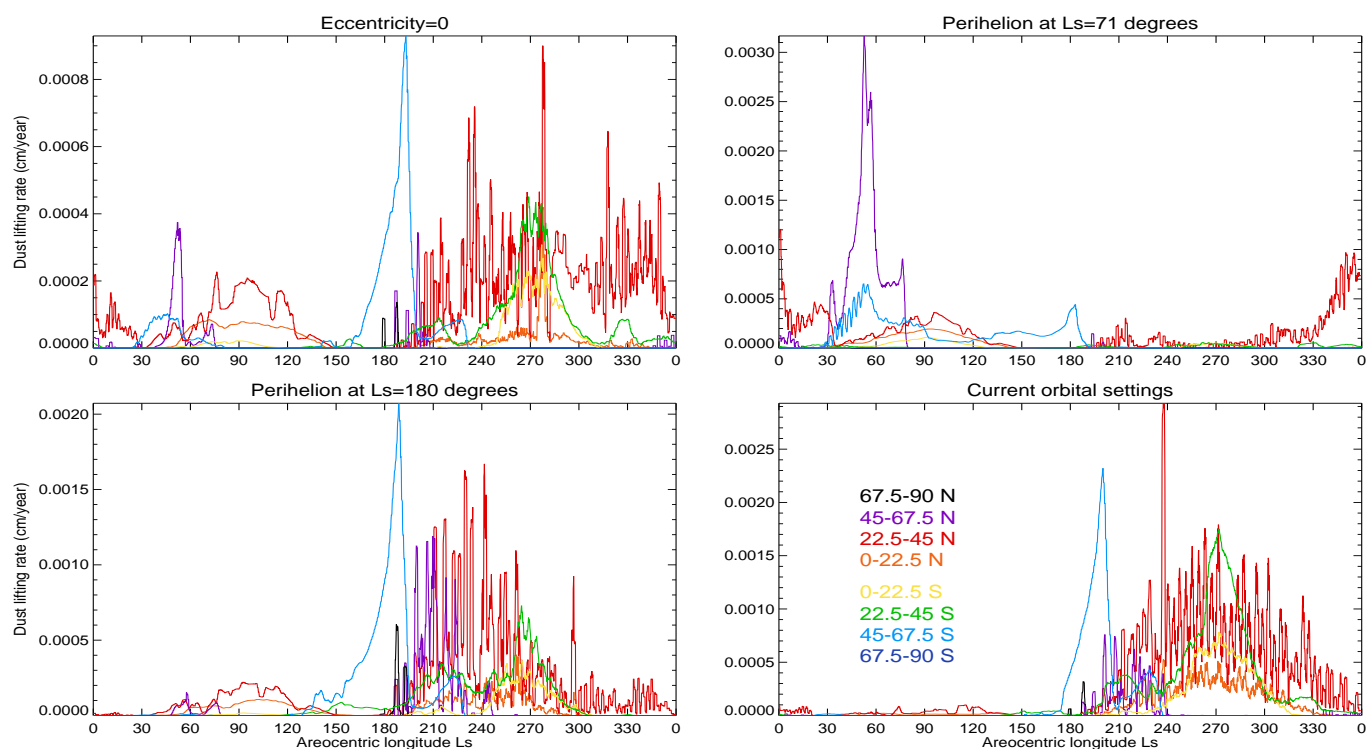 Eccentricity=0
Dust lifting rate (cm/year)
0.0008
0.0006
0.0004
0.0002
0.0000
0 30 60 90 120 150 180 210 240 270 300 330 0
Perihelion at Ls=71 degrees
0.0030
0.0025
0.0020
0.0015
0.0010
0.0005
0.0000
0 30 60 90 120 150 180 210 240 270 300 330 0
Perihelion at Ls=180 degrees
Dust lifting rate (cm/year)
0.0020
0.0015
0.0010
0.0005
0.0000
0 30 60 90 120 150 180 210 240 270 300 330 0
Areocentric longitude Ls
Current orbital settings
0.0025
0.0020
0.0015
0.0010
0.0005
0.0000
67.5-90 N
45-67.5 N
22.5-45 N
0-22.5 N
0-22.5 S
22.5-45 S
45-67.5 S
67.5-90 S
0 30 60 90 120 150 180 210 240 270 300 330 0
Areocentric longitude Ls